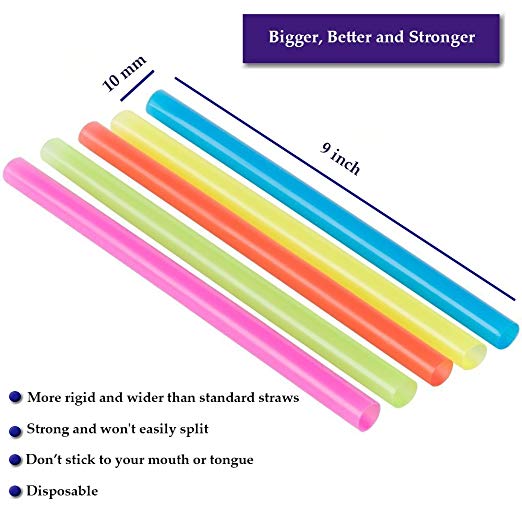 Bigger, Better and Stronger
10 mm
9 inch
More rigid and wider than standard straws
Strong and won't easily split
Don’t stick to your mouth or tongue
Disposable